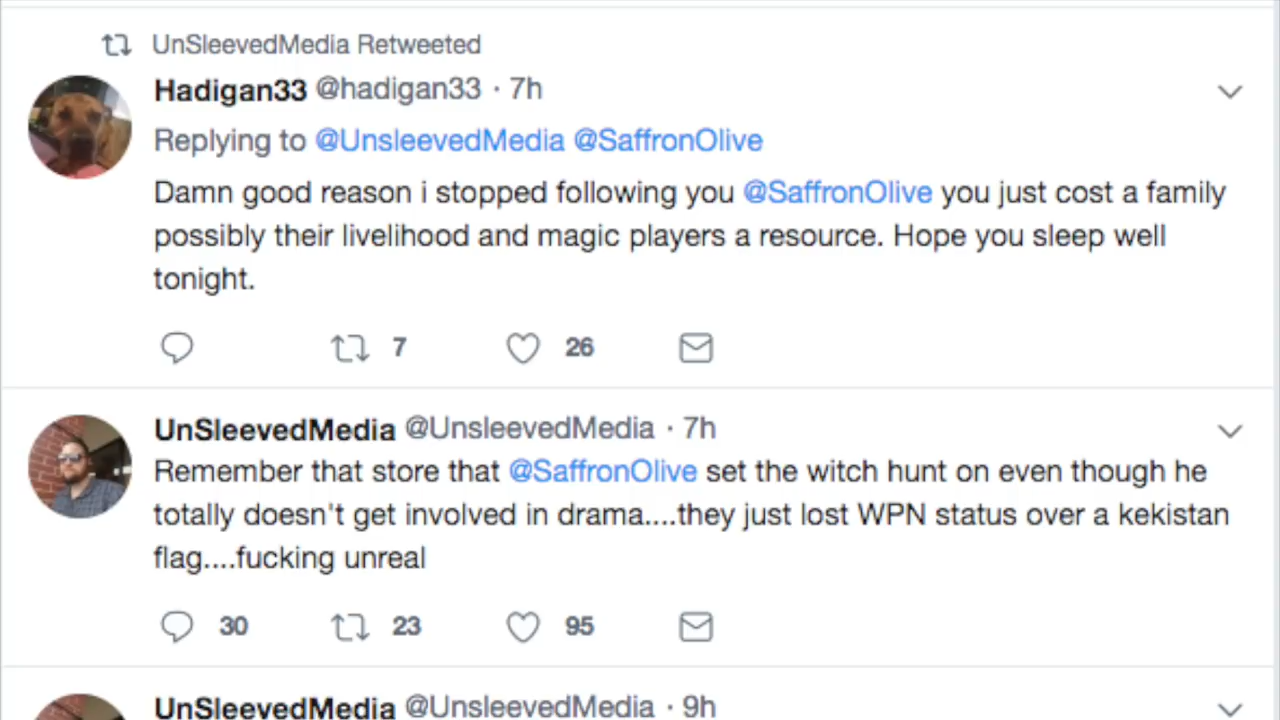 UnSleevedMedia Retweeted
Hadigan33 @hadigan33 · 7h
Replying to @UnsleevedMedia @SaffronOlive
Damn good reason i stopped following you @SaffronOlive you just cost a family
possibly their livelihood and magic players a resource. Hope you sleep well
tonight.
7 26
UnSleevedMedia @UnsleevedMedia · 7h
Remember that store that @SaffronOlive set the witch hunt on even though he
totally doesn't get involved in drama....they just lost WPN status over a kekistan
flag....fucking unreal
30 23 95
UnSleevedMedia @UnsleevedMedia · 9h